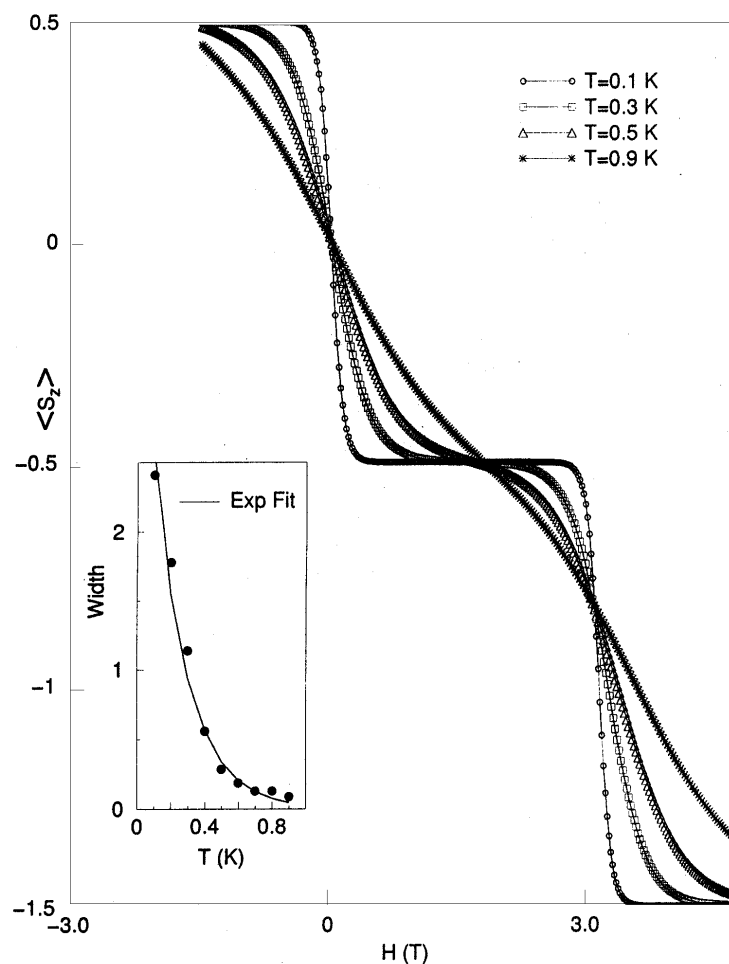 0.5
T=0.1 K
T=0.3 K
T=0.5 K
T=0.9 K
0
<S_z>
−0.5
Exp Fit
2
Width
1
−1
0
0 0.4 0.8
T (K)
−1.5
−3.0 0 3.0
H (T)